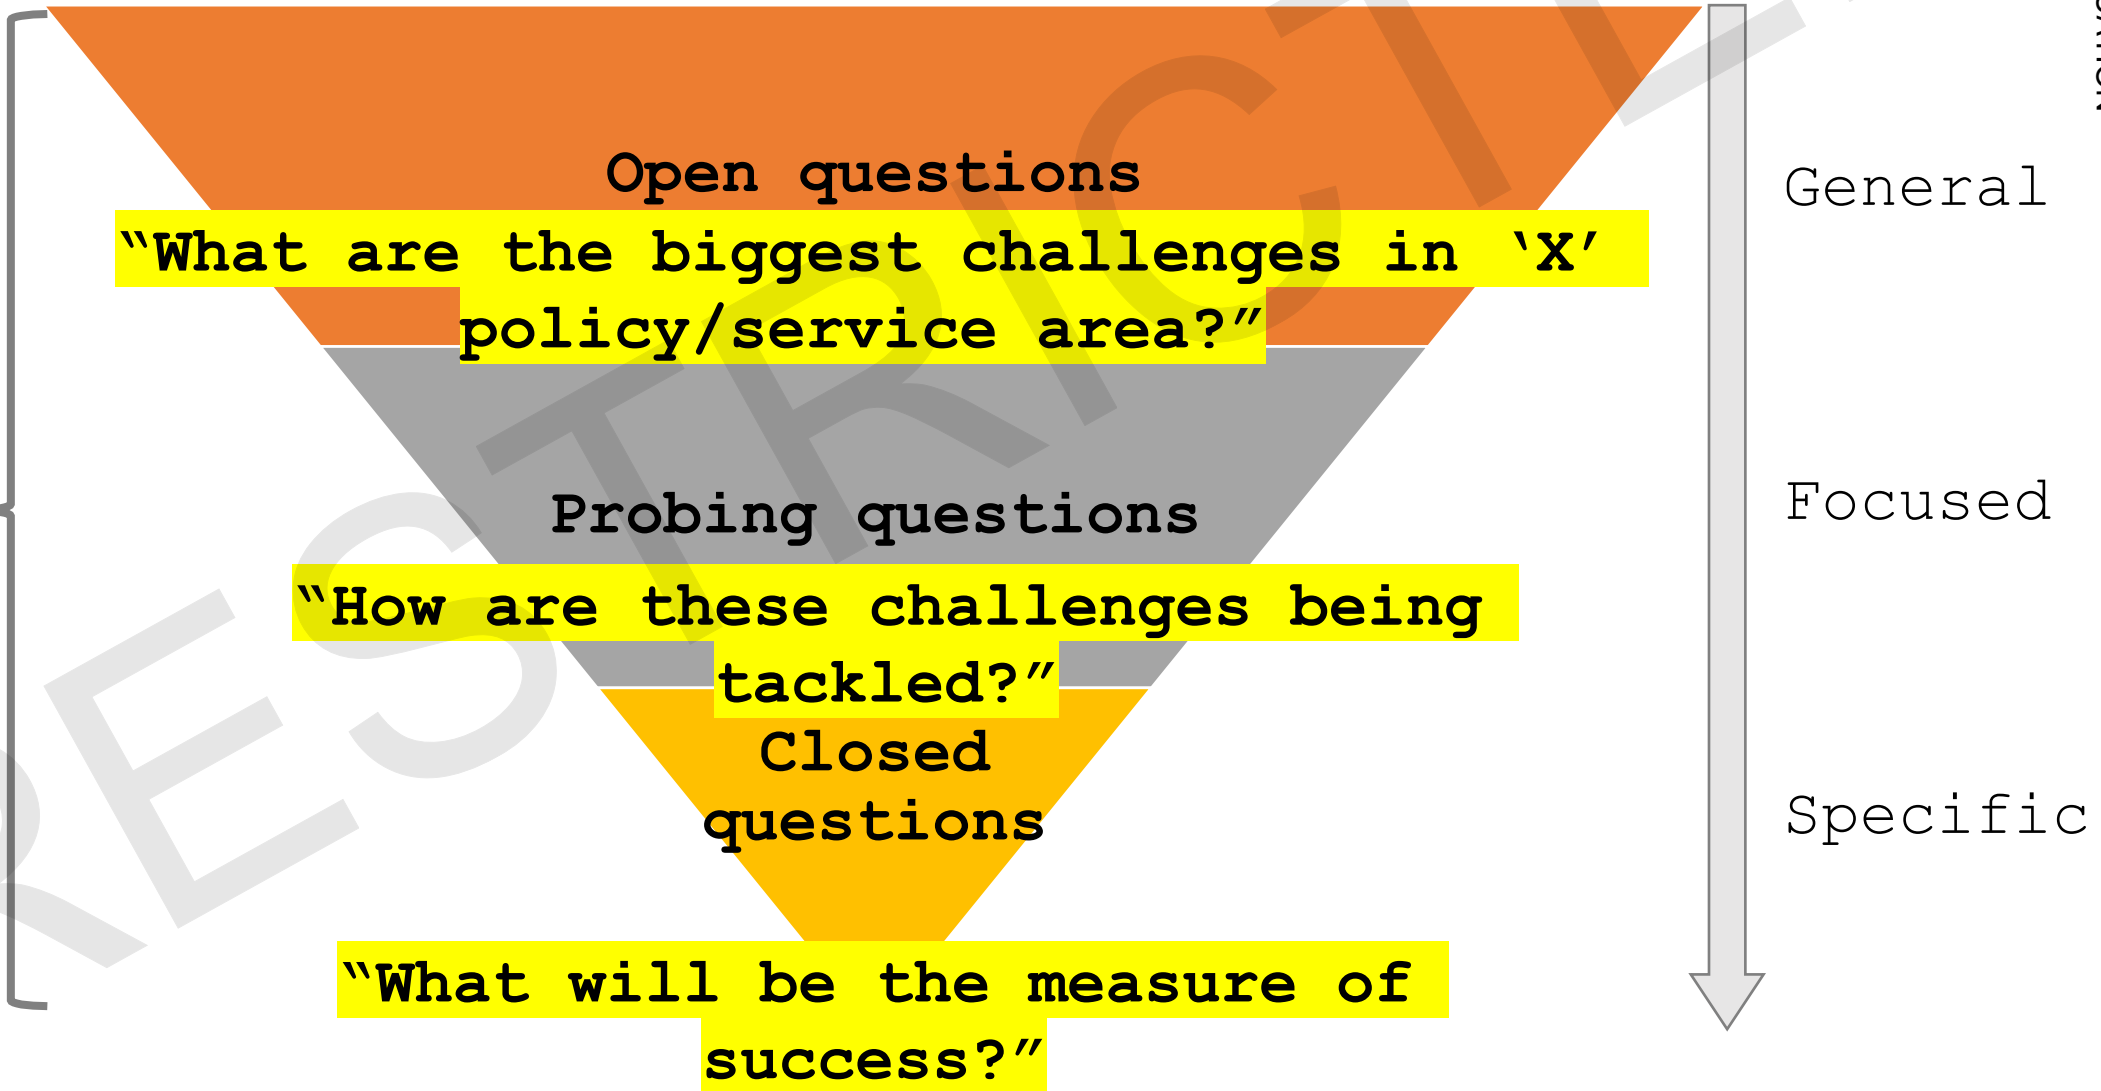 Open questions
“What are the biggest challenges in ‘X’
policy/service area?”
General
Probing questions
Focused
“How are these challenges being
tackled?”
Closed
questions
Specific
“What will be the measure of
success?”